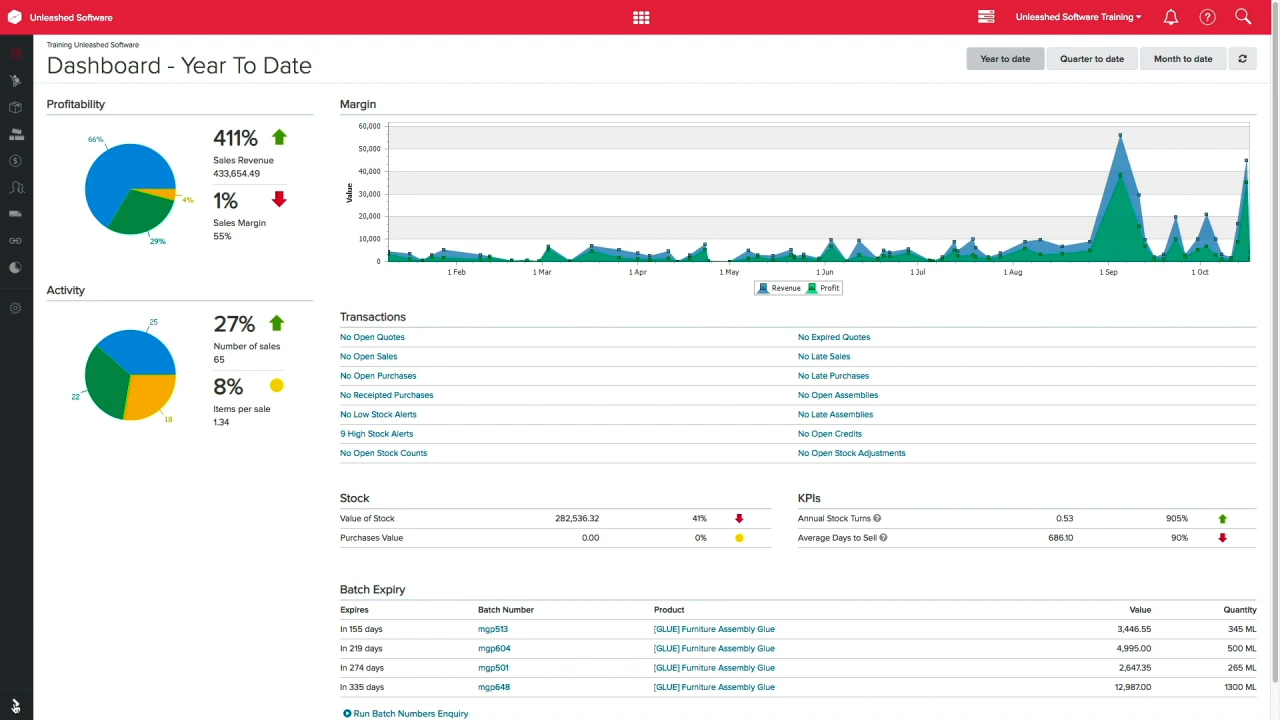 Unleashed Software
Unleashed Software Training
Training Unleashed Software
Dashboard - Year To Date
Year to date
Quarter to date
Month to date
Profitability
66%
4%
29%
411%
Sales Revenue
433,654.49
1%
Sales Margin
55%
Activity
25
22
18
27%
Number of sales
65
8%
Items per sale
1.34
Margin
Value
60,000
50,000
40,000
30,000
20,000
10,000
0
1 Feb 1 Mar 1 Apr 1 May 1 Jun 1 Jul 1 Aug 1 Sep 1 Oct
Revenue Profit
Transactions
No Open Quotes No Expired Quotes
No Open Sales No Late Sales
No Open Purchases No Late Purchases
No Receipted Purchases No Open Assemblies
No Low Stock Alerts No Late Assemblies
9 High Stock Alerts No Open Credits
No Open Stock Counts No Open Stock Adjustments
Stock
Value of Stock 282,536.32 41%
Purchases Value 0.00 0%
KPIs
Annual Stock Turns ? 0.53 905%
Average Days to Sell ? 686.10 90%
Batch Expiry
Expires Batch Number Product Value Quantity
In 155 days mgp513 [GLUE] Furniture Assembly Glue 3,446.55 345 ML
In 219 days mgp604 [GLUE] Furniture Assembly Glue 4,995.00 500 ML
In 274 days mgp501 [GLUE] Furniture Assembly Glue 2,647.35 265 ML
In 335 days mgp648 [GLUE] Furniture Assembly Glue 12,987.00 1300 ML
Run Batch Numbers Enquiry